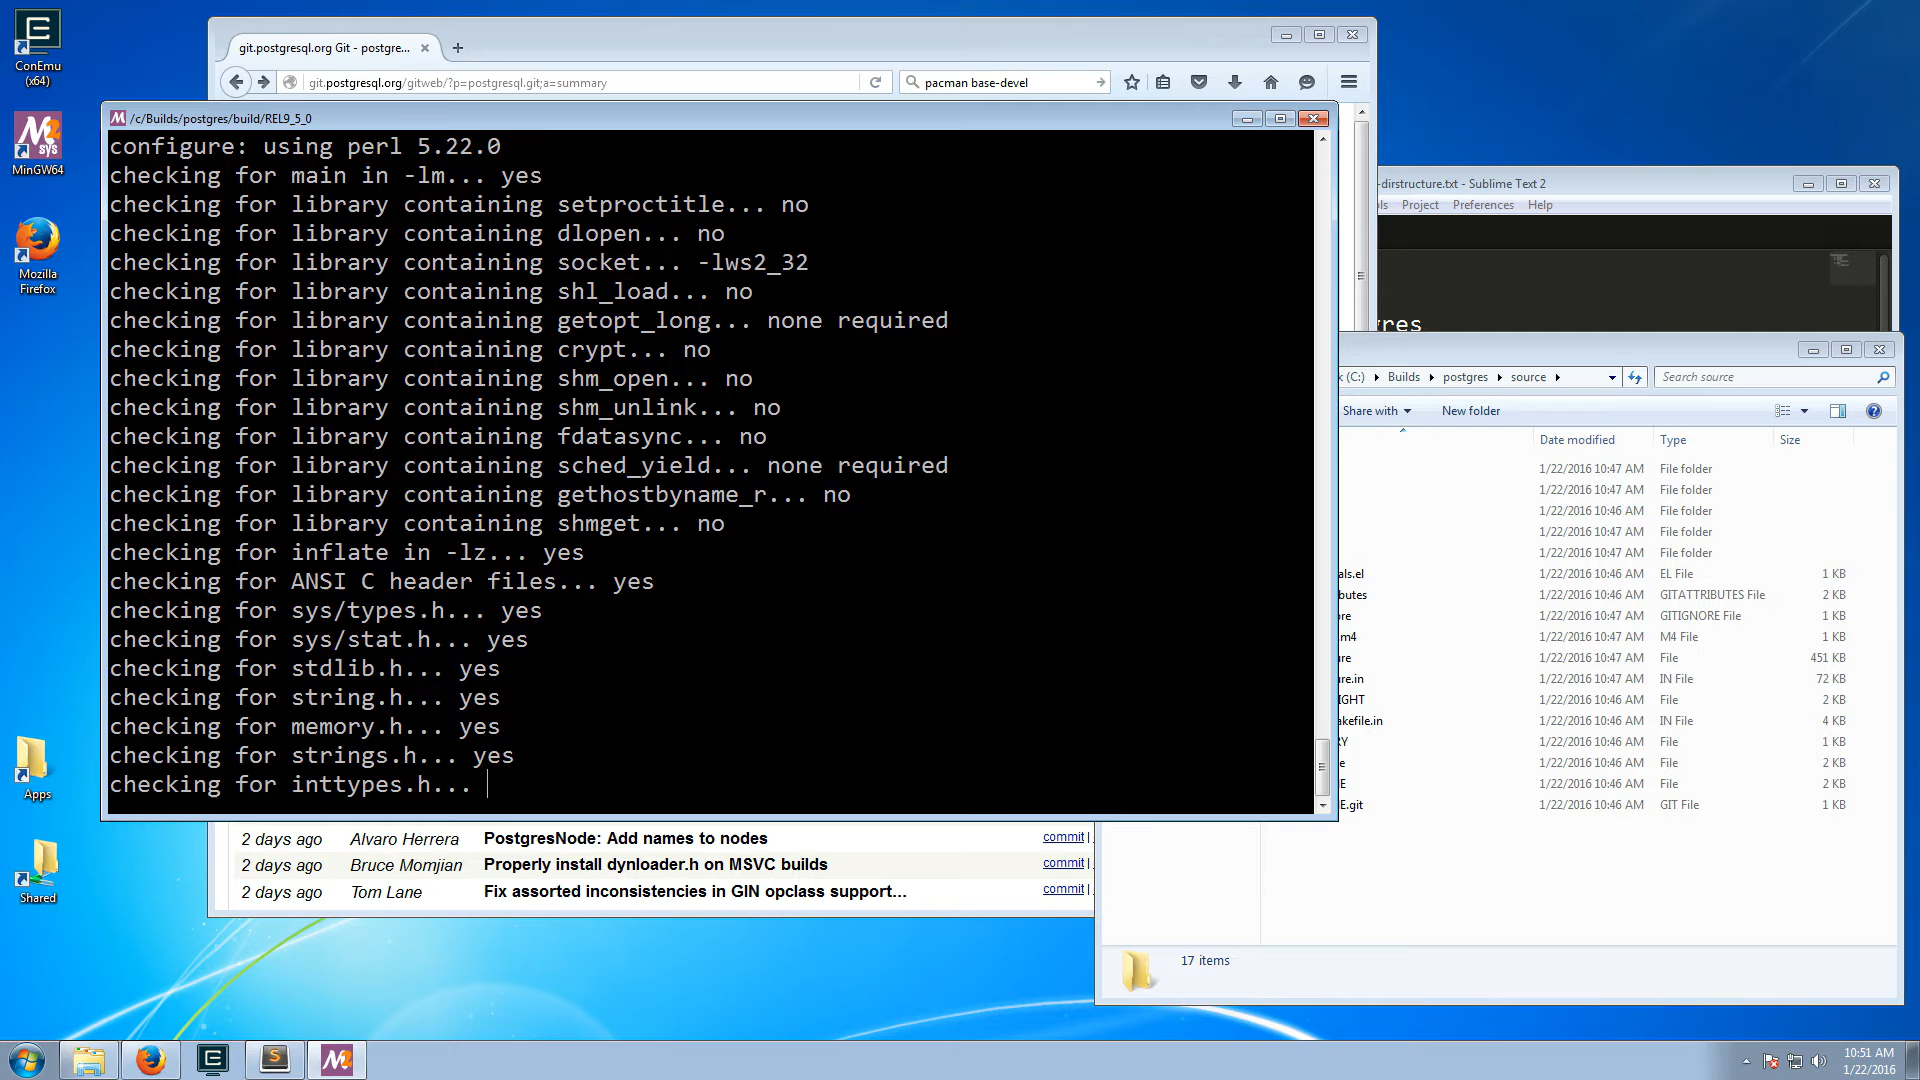 ConEmu
(x64)
MinGW64
Mozilla
Firefox
Apps
Shared
git.postgresql.org Git - postgre...
git.postgresql.org/gitweb/?p=postgresql.git;a=summary
pacman base-devel
/c/Builds/postgres/build/REL9_5_0
configure: using perl 5.22.0
checking for main in -lm... yes
checking for library containing setproctitle... no
checking for library containing dlopen... no
checking for library containing socket... -lws2_32
checking for library containing shl_load... no
checking for library containing getopt_long... none required
checking for library containing crypt... no
checking for library containing shm_open... no
checking for library containing shm_unlink... no
checking for library containing fdatasync... no
checking for library containing sched_yield... none required
checking for library containing gethostbyname_r... no
checking for library containing shmget... no
checking for inflate in -lz... yes
checking for ANSI C header files... yes
checking for sys/types.h... yes
checking for sys/stat.h... yes
checking for stdlib.h... yes
checking for string.h... yes
checking for memory.h... yes
checking for strings.h... yes
checking for inttypes.h...
2 days ago Alvaro Herrera PostgresNode: Add names to nodes commit |
2 days ago Bruce Momjian Properly install dynloader.h on MSVC builds commit |
2 days ago Tom Lane Fix assorted inconsistencies in GIN opclass support... commit |
-dirstructure.txt - Sublime Text 2
ls Project Preferences Help
res
k (C:) Builds postgres source
Search source
Share with New folder
Date modified Type Size
1/22/2016 10:47 AM File folder
1/22/2016 10:47 AM File folder
1/22/2016 10:46 AM File folder
1/22/2016 10:47 AM File folder
1/22/2016 10:47 AM File folder
als.el 1/22/2016 10:46 AM EL File 1 KB
butes 1/22/2016 10:46 AM GITATTRIBUTES File 2 KB
ore 1/22/2016 10:46 AM GITIGNORE File 1 KB
.m4 1/22/2016 10:47 AM M4 File 1 KB
ure 1/22/2016 10:47 AM File 451 KB
ure.in 1/22/2016 10:47 AM IN File 72 KB
IGHT 1/22/2016 10:46 AM File 2 KB
akefile.in 1/22/2016 10:46 AM IN File 4 KB
RY 1/22/2016 10:46 AM File 1 KB
e 1/22/2016 10:46 AM File 2 KB
E 1/22/2016 10:46 AM File 2 KB
E.git 1/22/2016 10:46 AM GIT File 1 KB
17 items
10:51 AM
1/22/2016